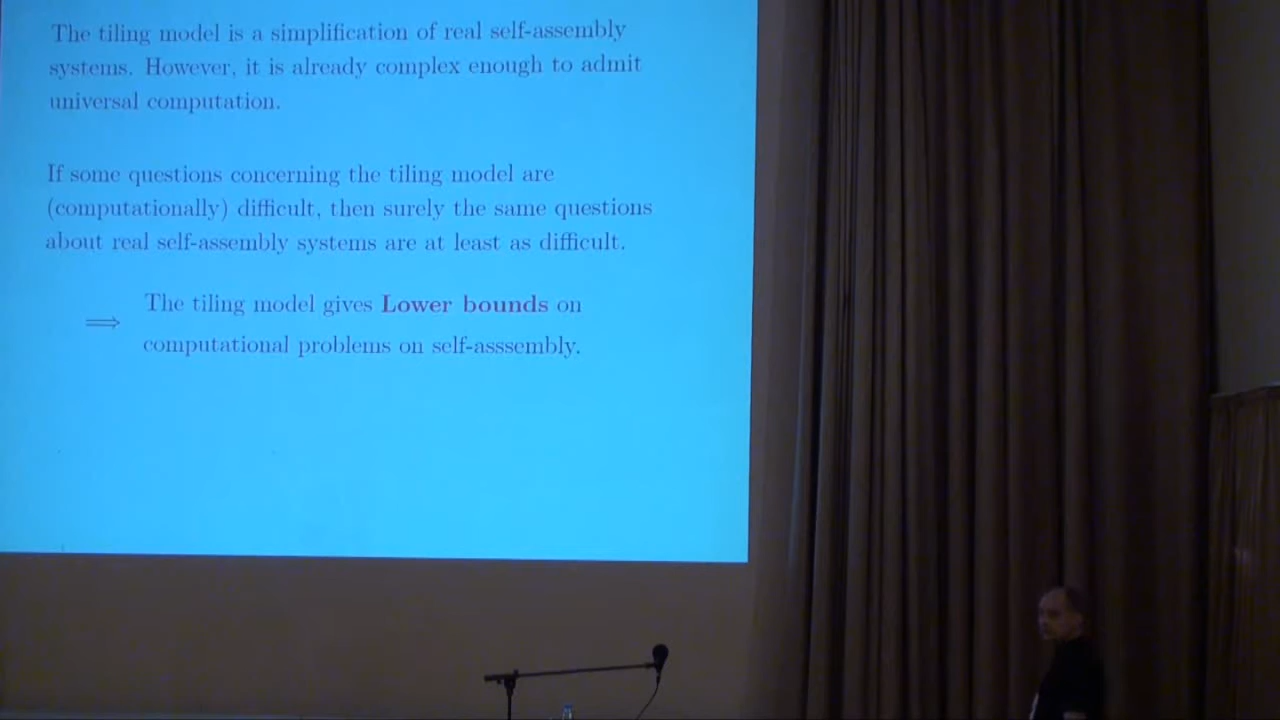 The tiling model is a simplification of real self-assembly
systems. However, it is already complex enough to admit
universal computation.
If some questions concerning the tiling model are
(computationally) difficult, then surely the same questions
about real self-assembly systems are at least as difficult.
⟹ The tiling model gives Lower bounds on
computational problems on self-asssembly.